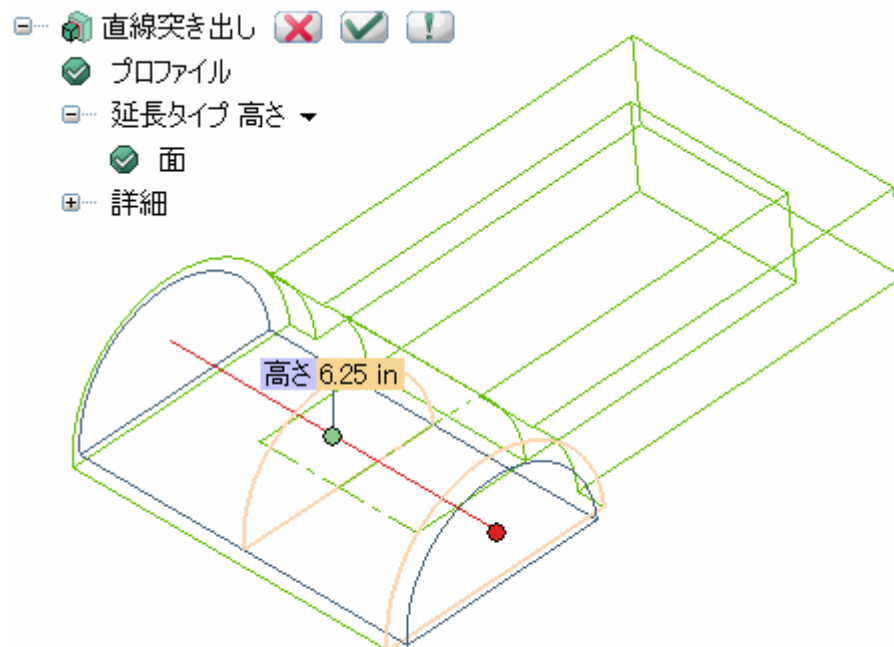 直線突き出し
プロファイル
延長タイプ 高さ
面
詳細
高さ 6.25 in